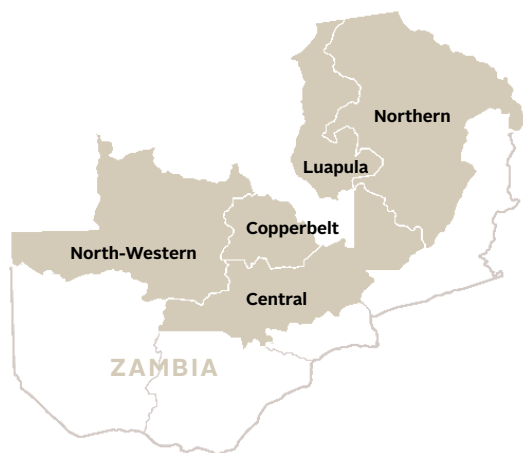 Northern
Luapula
Copperbelt
North-Western
Central
ZAMBIA